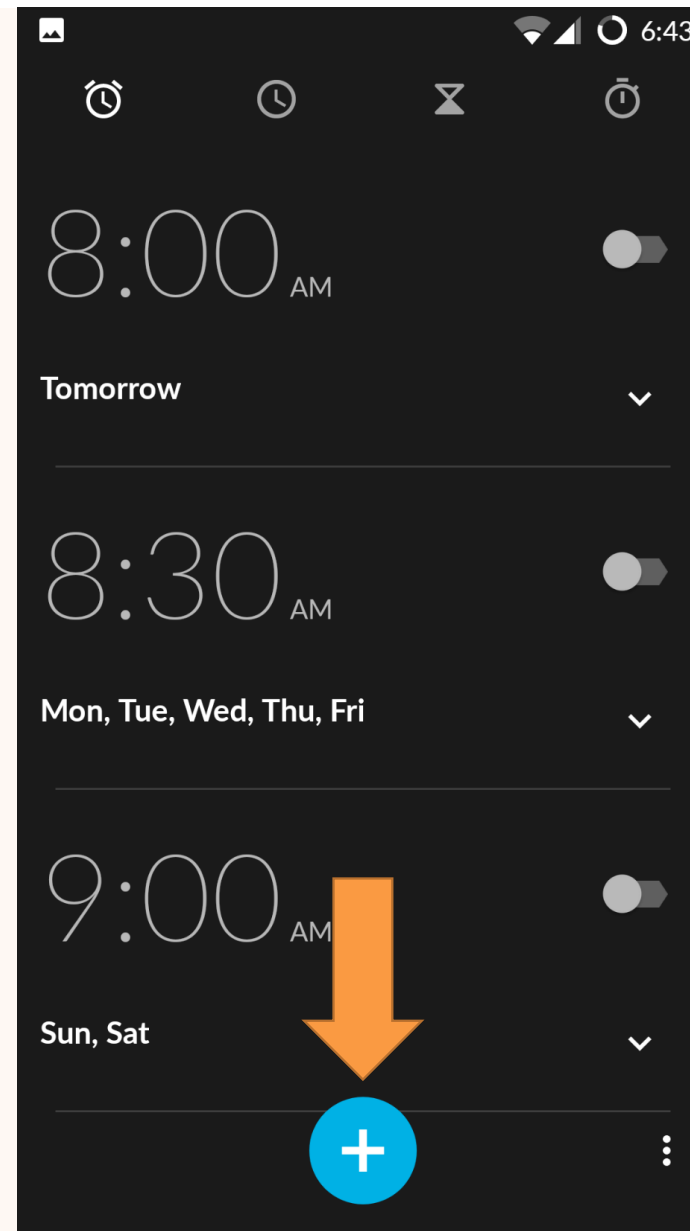 6:43
8:00 AM
Tomorrow
8:30 AM
Mon, Tue, Wed, Thu, Fri
9:00 AM
Sun, Sat